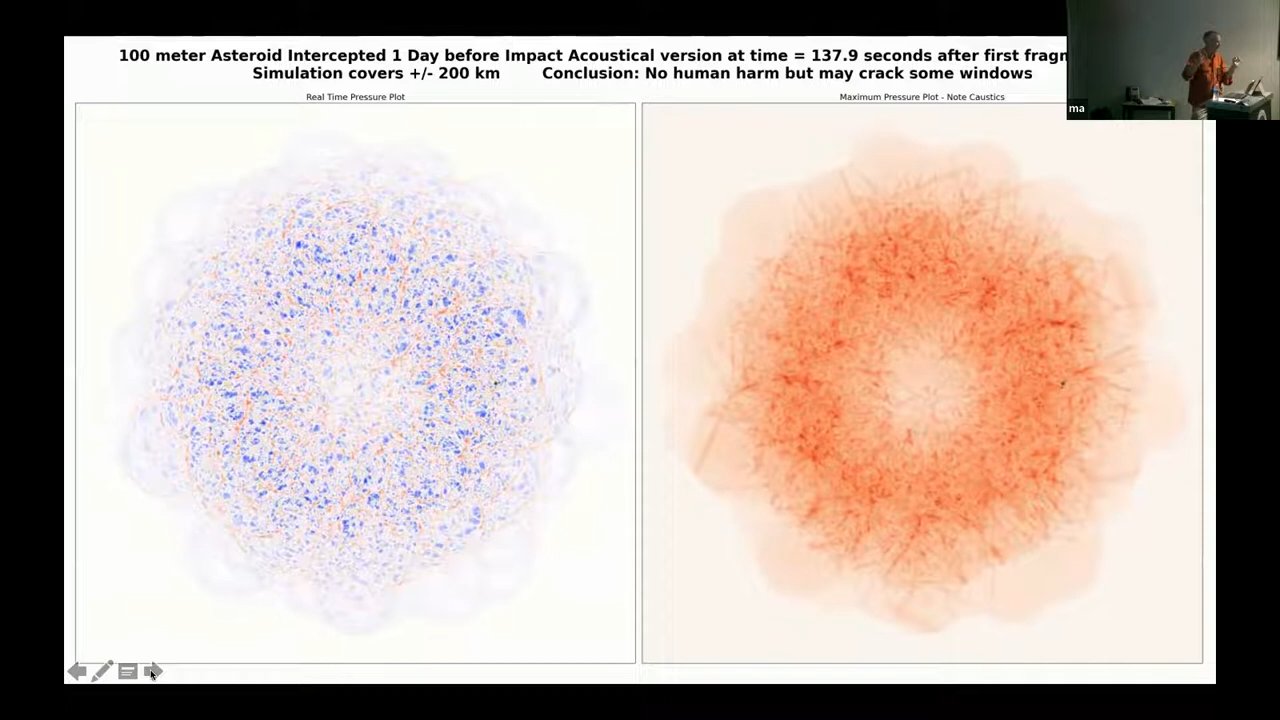 100 meter Asteroid Intercepted 1 Day before Impact Acoustical version at time = 137.9 seconds after first
Simulation covers +/- 200 km Conclusion: No human harm but may crack some windows
Real Time Pressure Plot
Maximum Pressure Plot - Note Caustics
ma